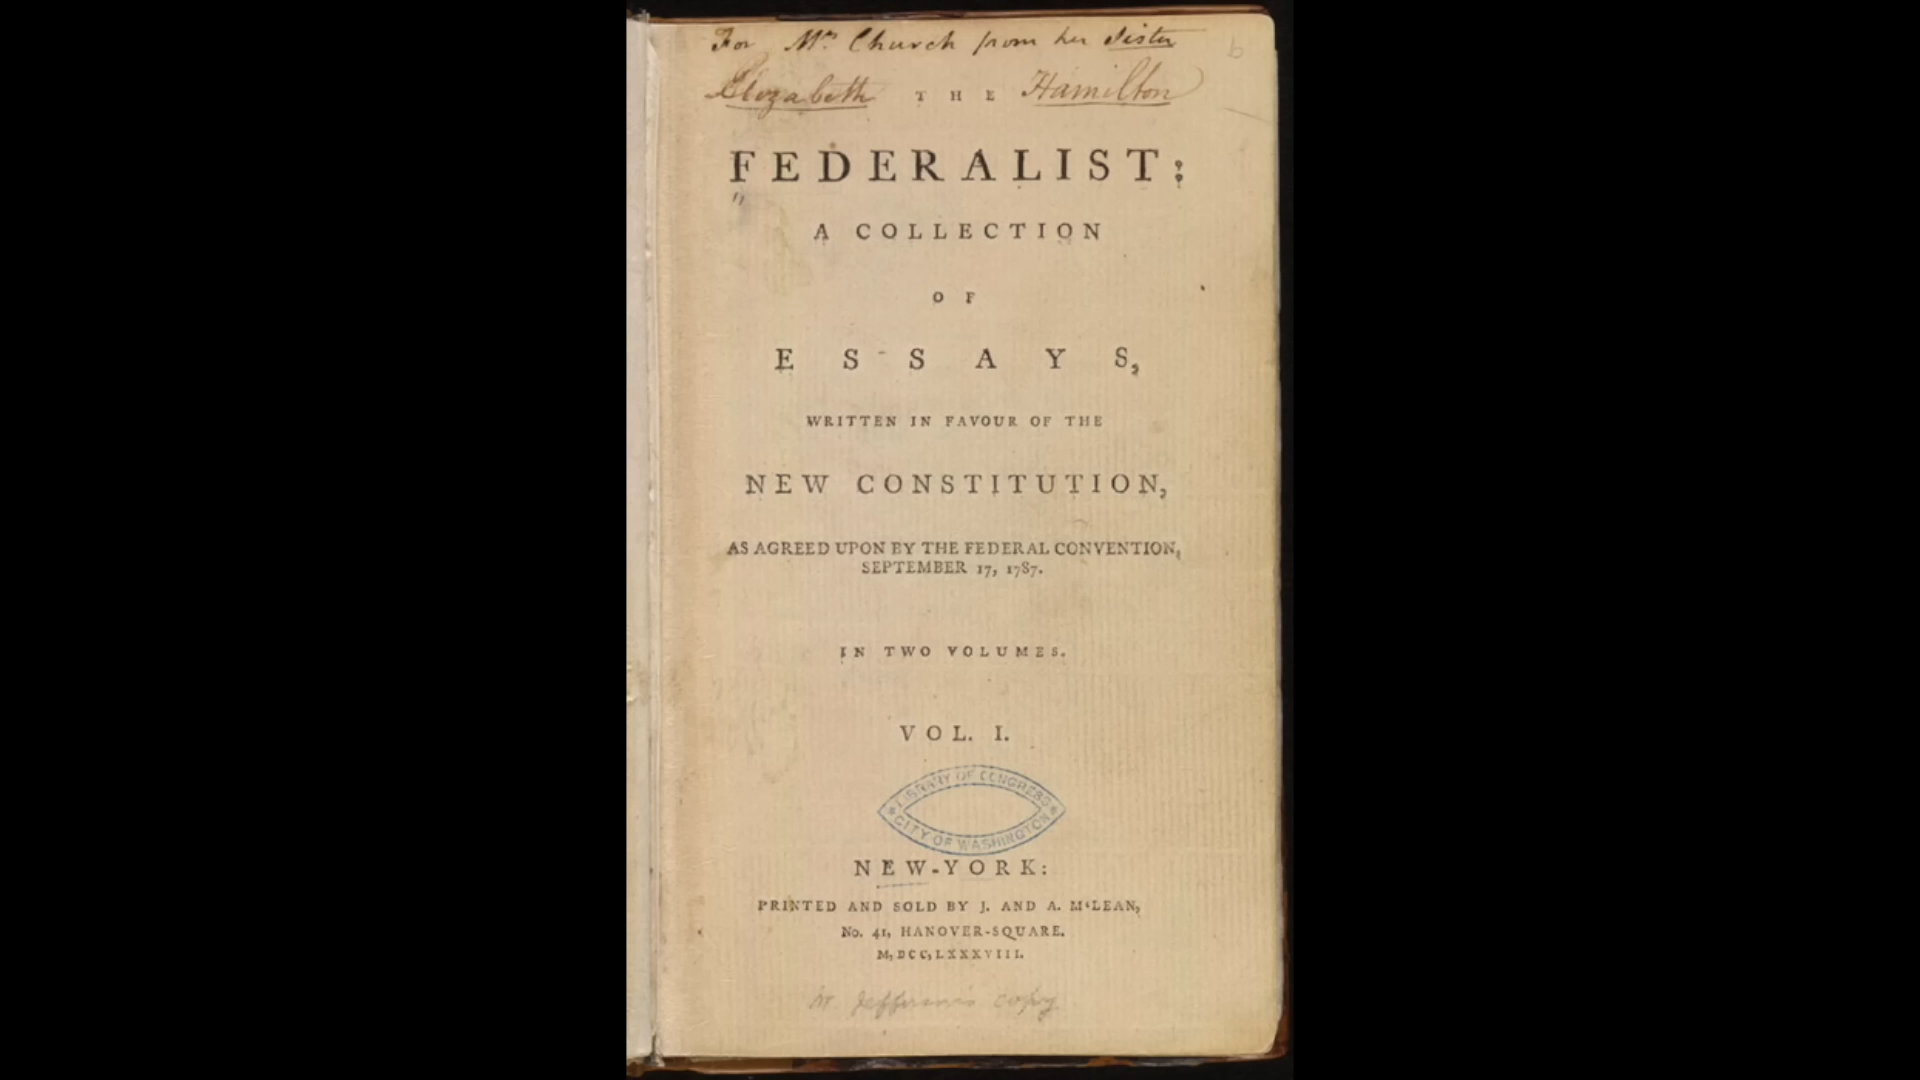 For Mrs Church from her Sister
Elizabeth Hamilton
THE
FEDERALIST:
A COLLECTION
OF
ESSAYS,
WRITTEN IN FAVOUR OF THE
NEW CONSTITUTION,
AS AGREED UPON BY THE FEDERAL CONVENTION,
SEPTEMBER 17, 1787.
IN TWO VOLUMES.
VOL. I.
LIBRARY OF CONGRESS
CITY OF WASHINGTON
NEW-YORK:
PRINTED AND SOLD BY J. AND A. M‘LEAN,
No. 41, HANOVER-SQUARE.
M,DCC,LXXXVIII.
Jefferson's copy